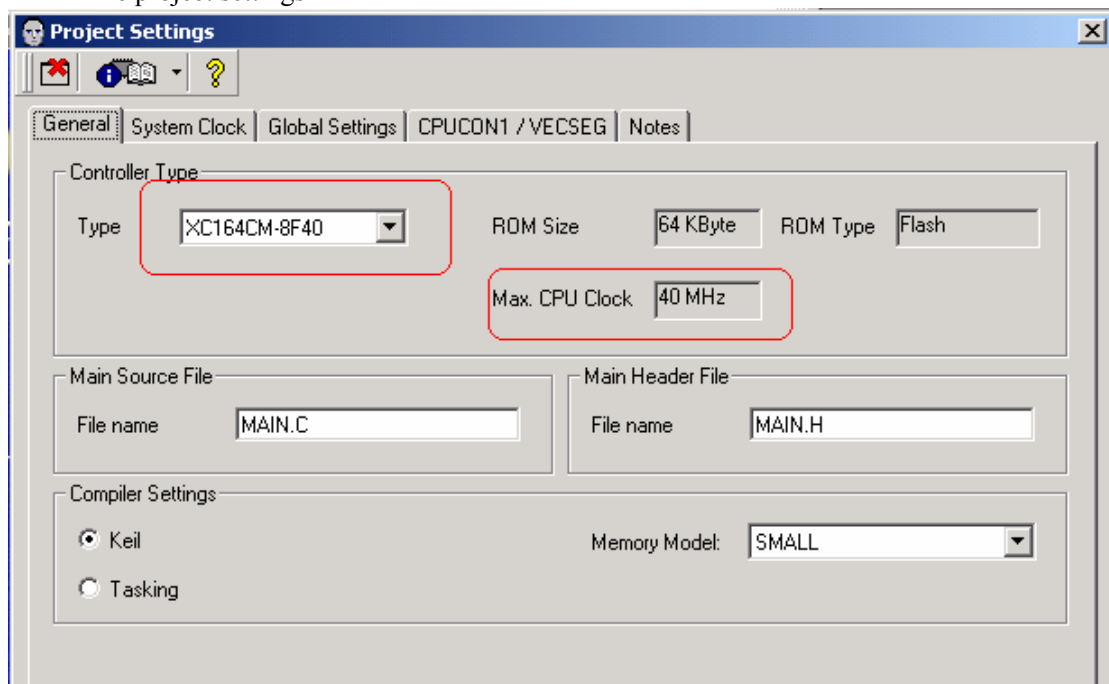 project settings
Project Settings
General System Clock Global Settings CPUCON1 / VECSEG Notes
Controller Type
Type XC164CM-8F40 ROM Size 64 KByte ROM Type Flash
Max. CPU Clock 40 MHz
Main Source File Main Header File
File name MAIN.C File name MAIN.H
Compiler Settings
Keil Memory Model: SMALL
Tasking